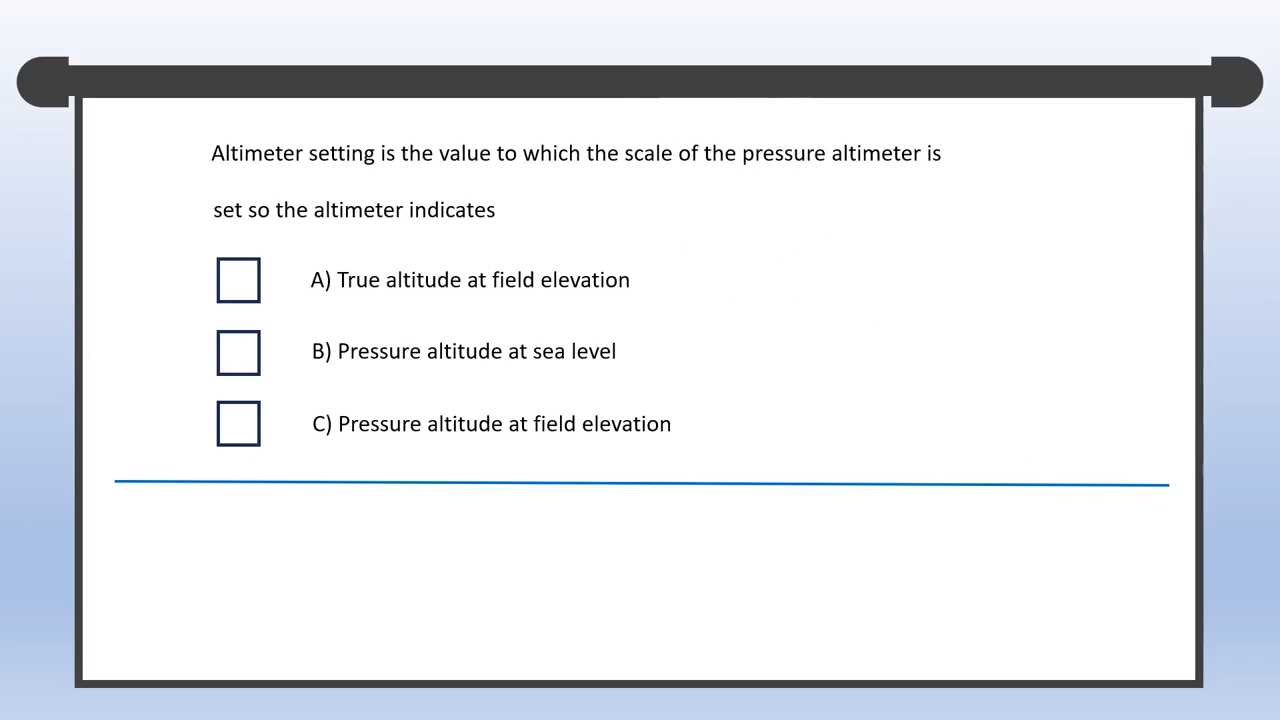 Altimeter setting is the value to which the scale of the pressure altimeter is
set so the altimeter indicates
A) True altitude at field elevation
B) Pressure altitude at sea level
C) Pressure altitude at field elevation